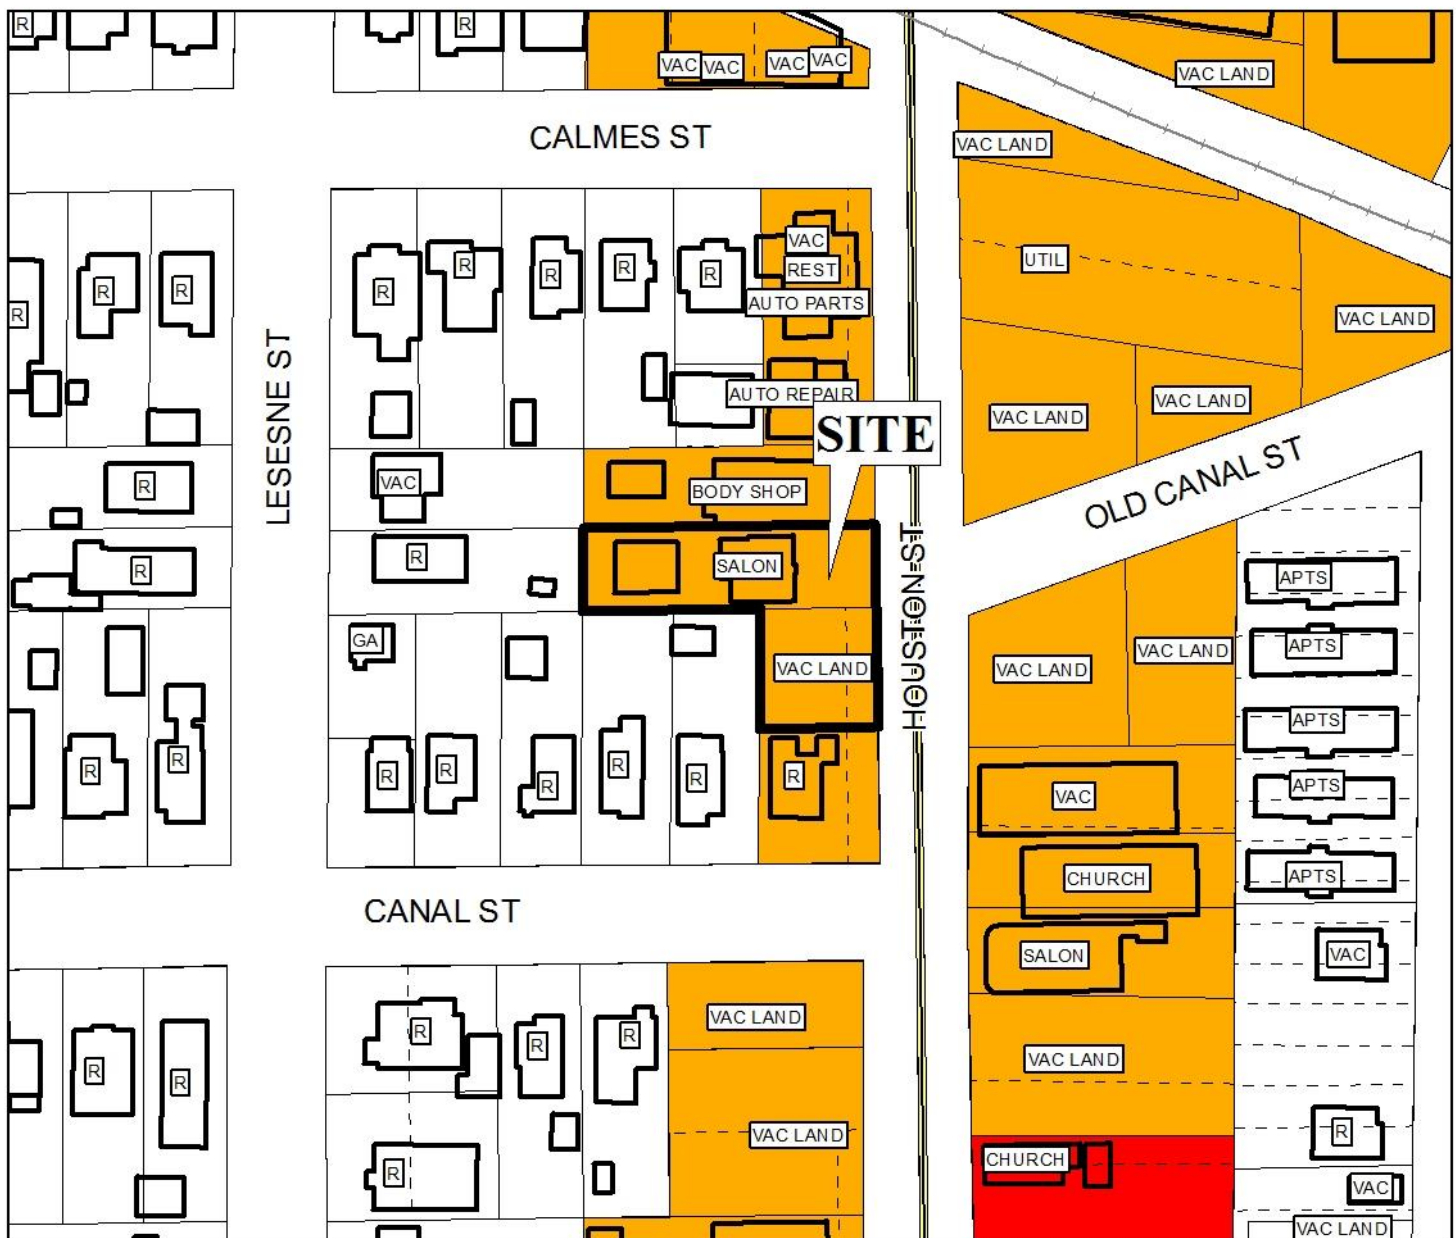 R
R
VAC
VAC
VAC
VAC
VAC LAND
CALMES ST
VAC LAND
R
R
R
R
R
R
R
R
VAC
REST
AUTO PARTS
UTIL
VAC LAND
LESESNE ST
AUTO REPAIR
VAC LAND
VAC LAND
SITE
R
VAC
BODY SHOP
OLD CANAL ST
R
R
SALON
HOUSTON ST
APTS
GA
VAC LAND
VAC LAND
VAC LAND
APTS
APTS
R
R
R
R
R
R
R
R
VAC
APTS
CHURCH
APTS
CANAL ST
SALON
VAC
VAC LAND
R
R
R
R
R
VAC LAND
VAC LAND
R
R
CHURCH
VAC
VAC LAND